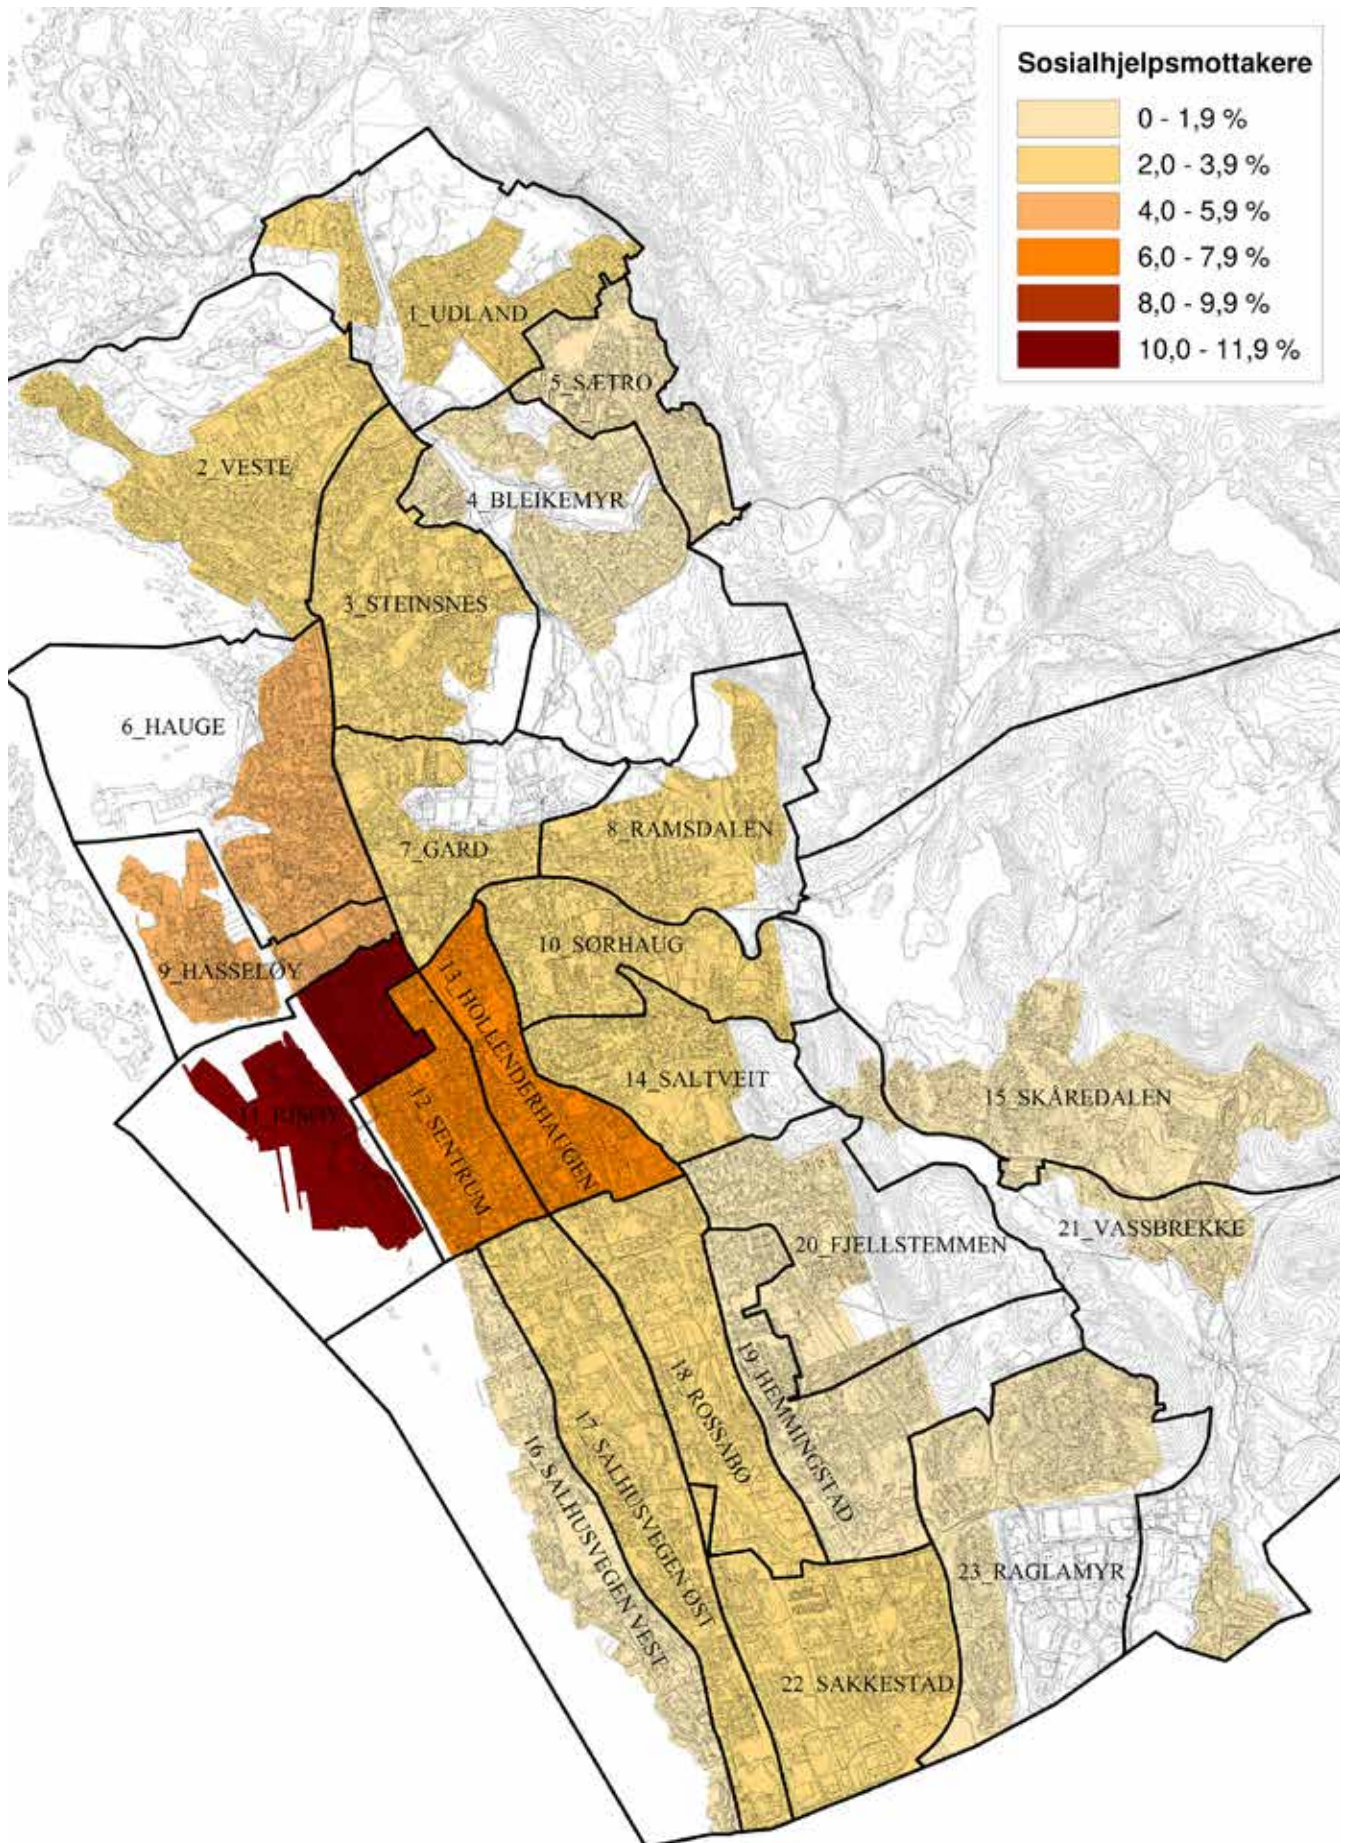 Sosialhjelpsmottakere
0 - 1,9 %
2,0 - 3,9 %
4,0 - 5,9 %
6,0 - 7,9 %
8,0 - 9,9 %
10,0 - 11,9 %
1_UDLAND
5_SÆTRO
2_VESTE
4_BLEIKEMYR
3_STEINSNES
6_HAUGE
8_RAMSDALEN
7_GARD
10_SØRHAUG
9_HASSELØY
13_HOLLENDERHAUGEN
14_SALTVEIT
15_SKÅREDALEN
11_RISØY
12_SENTRUM
21_VASSBREKKE
20_FJELLSTEMMEN
19_HEMMINGSTAD
18_ROSSABØ
17_SALHUSVEGEN ØST
16_SALHUSVEGEN VEST
23_RAGLAMYR
22_SAKKESTAD